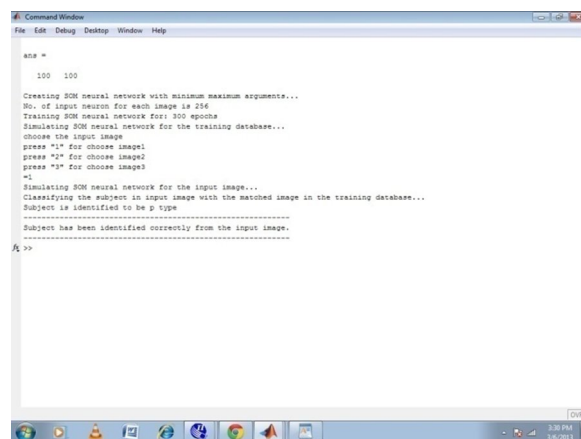 Command Window
File Edit Debug Desktop Window Help
ans =
100 100
Creating SOM neural network with minimum maximum arguments...
No. of input neuron for each image is 256
Training SOM neural network for: 300 epochs
Simulating SOM neural network for the training database...
choose the input image
press "1" for choose image1
press "2" for choose image2
press "3" for choose image3
=1
Simulating SOM neural network for the input image...
Classifying the subject in input image with the matched image in the training database...
Subject is identified to be p type
------------------------------------------------------------
Subject has been identified correctly from the input image.
------------------------------------------------------------
fx >>
OVR
3:30 PM
5/6/2013